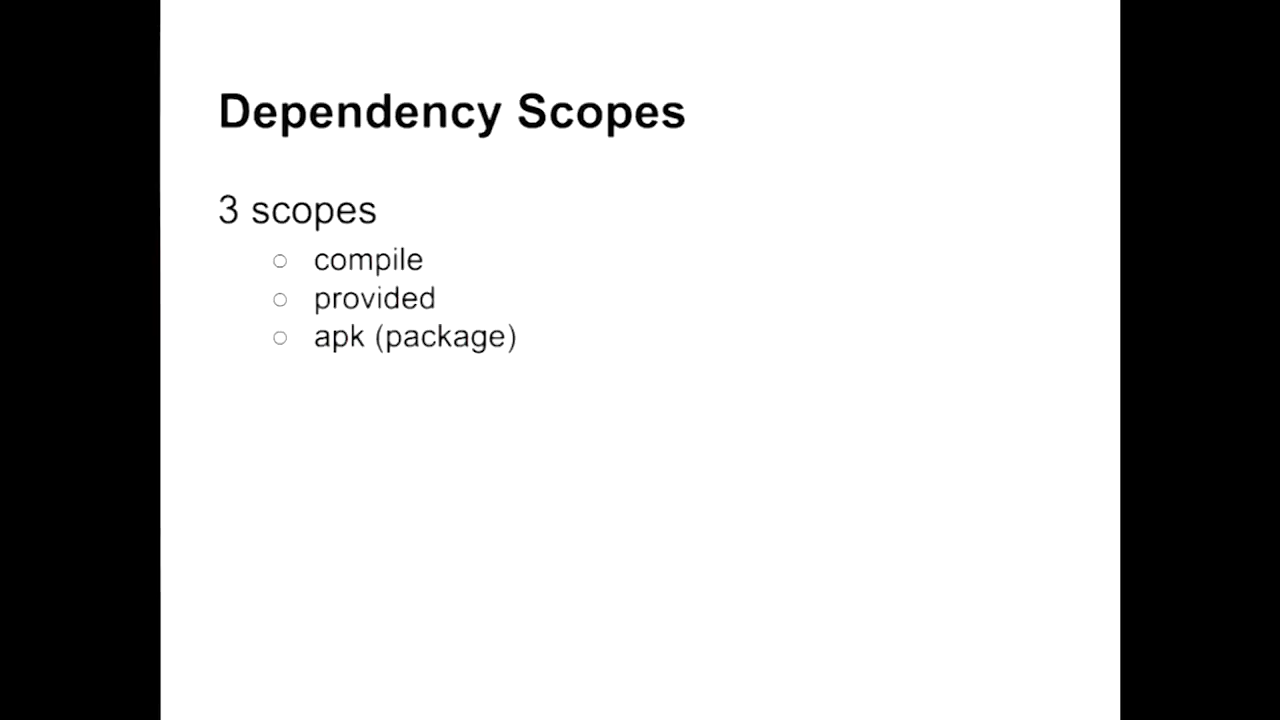 Dependency Scopes
3 scopes
○ compile
○ provided
○ apk (package)